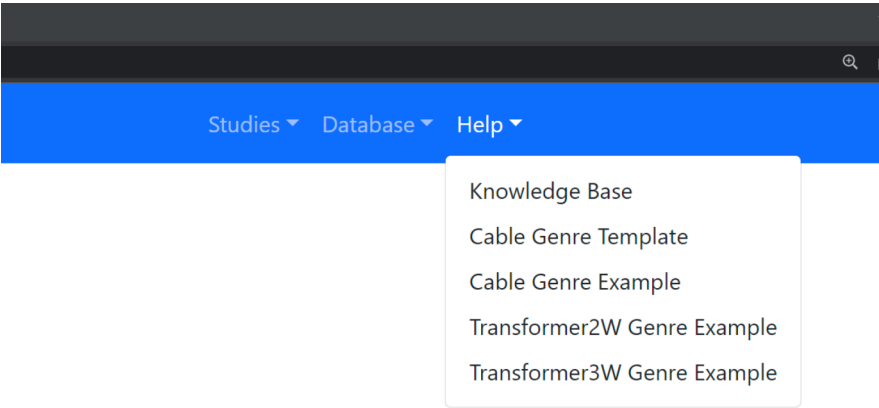 Studies Database Help
Knowledge Base
Cable Genre Template
Cable Genre Example
Transformer2W Genre Example
Transformer3W Genre Example